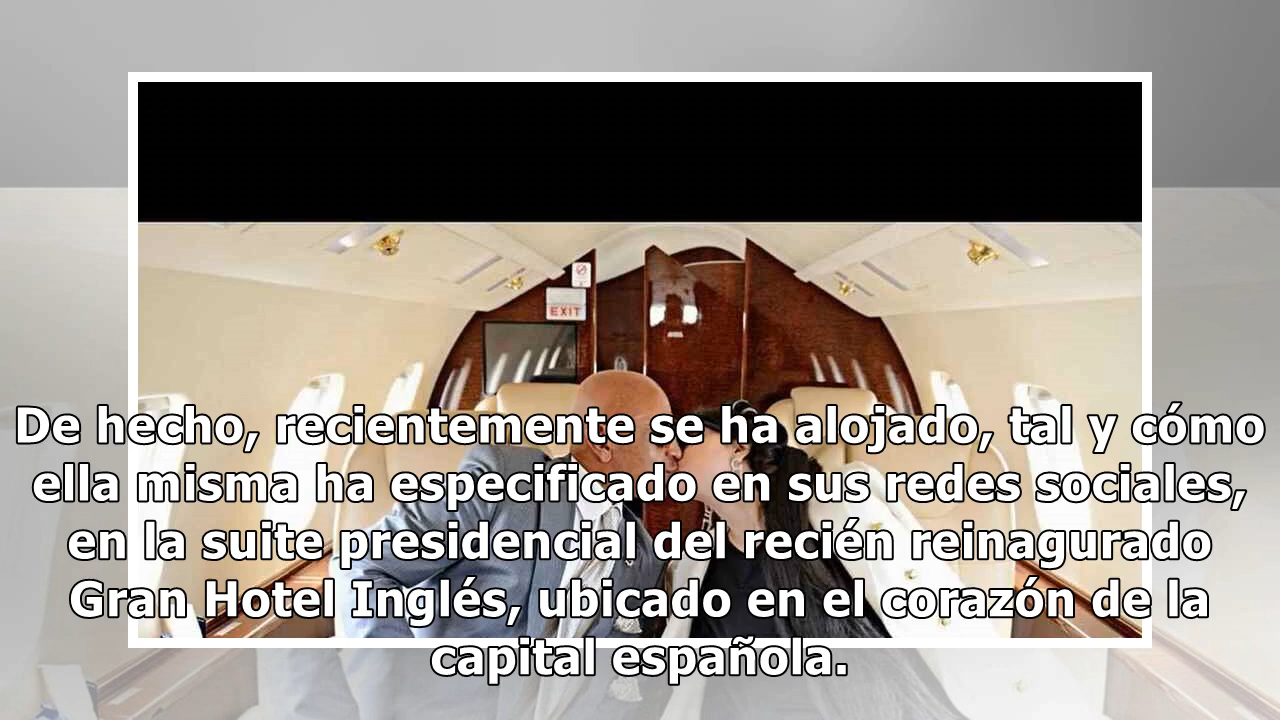 EXIT
De hecho, recientemente se ha alojado, tal y cómo
ella misma ha especificado en sus redes sociales,
en la suite presidencial del recién reinagurado
Gran Hotel Inglés, ubicado en el corazón de la
capital española.